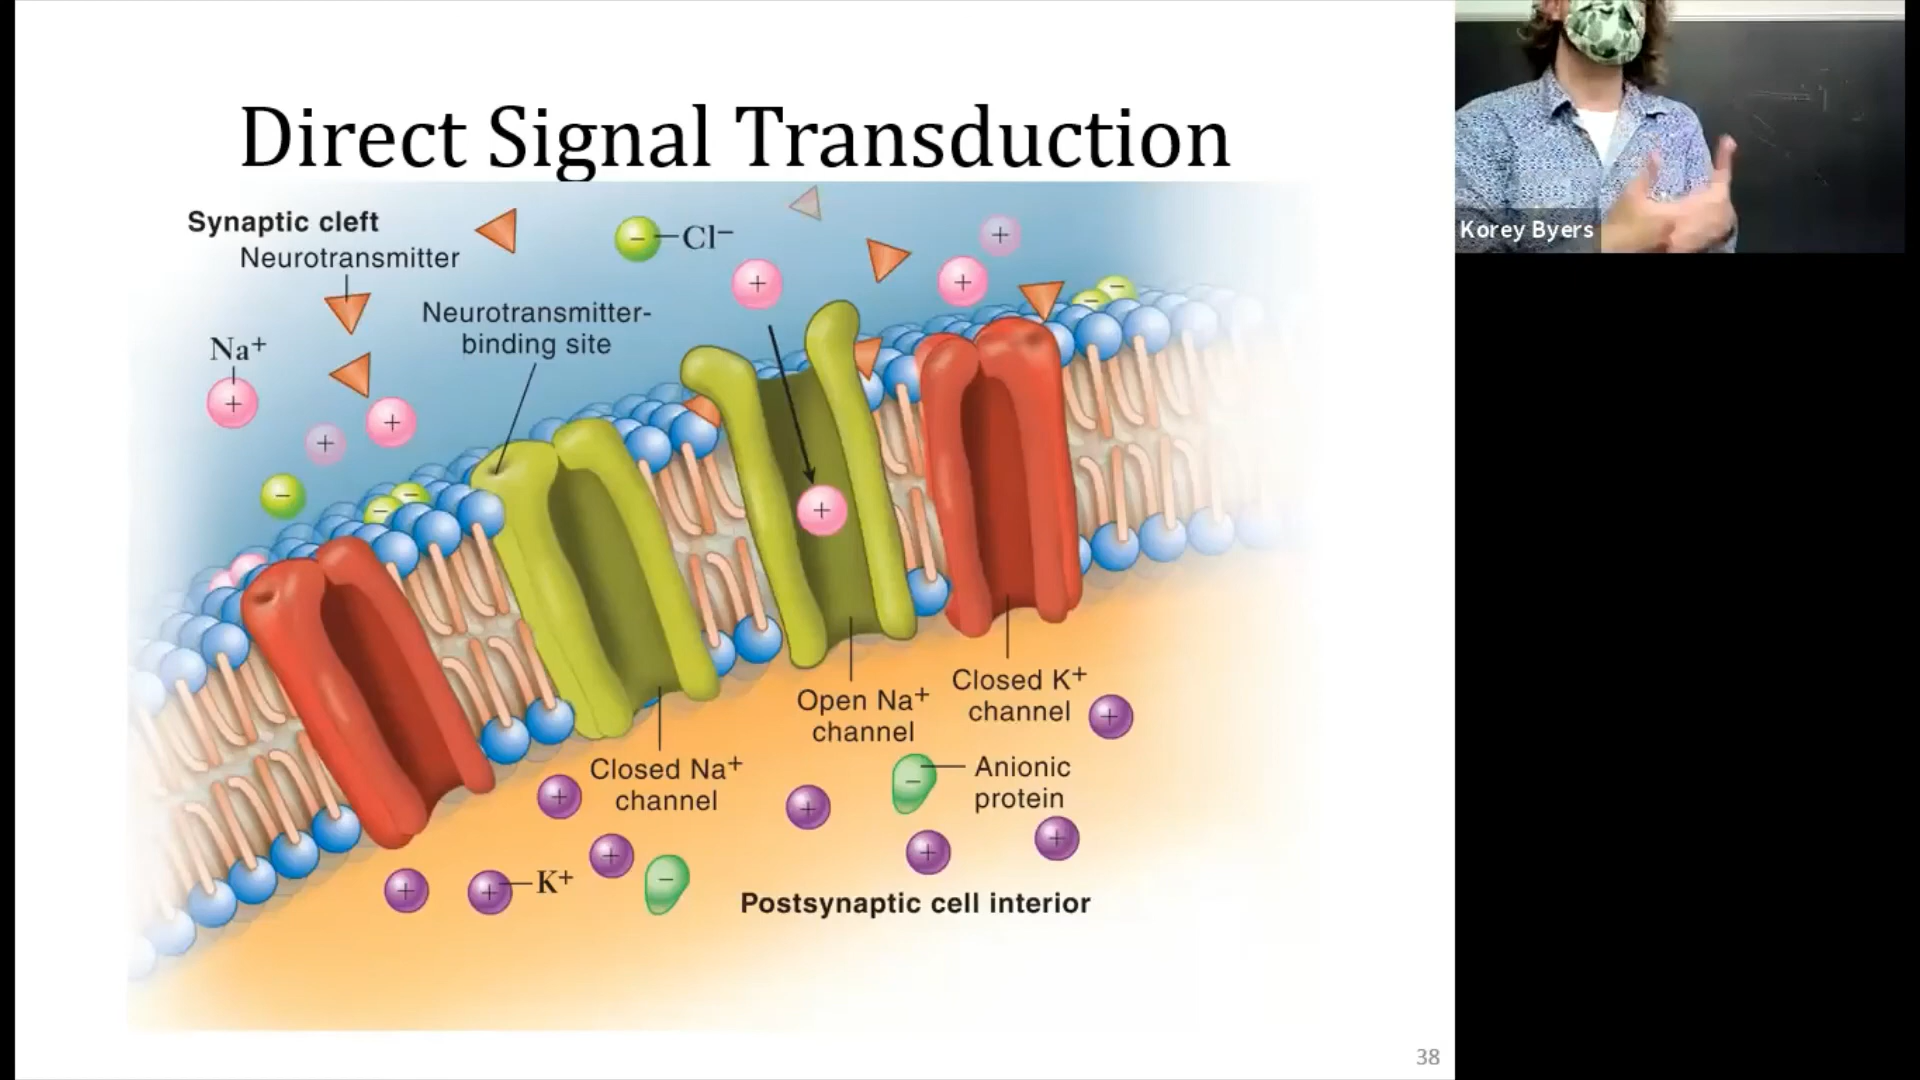 Direct Signal Transduction
Synaptic cleft
Neurotransmitter
Cl⁻
Neurotransmitter-
binding site
Na⁺
+
+
+
+
+
+
+
−
−
−
−
−
−
Open Na⁺
channel
Closed K⁺
channel
Closed Na⁺
channel
Anionic
protein
+
+
+
+
+
+
+
+
−
−
K⁺
Postsynaptic cell interior
38
Korey Byers